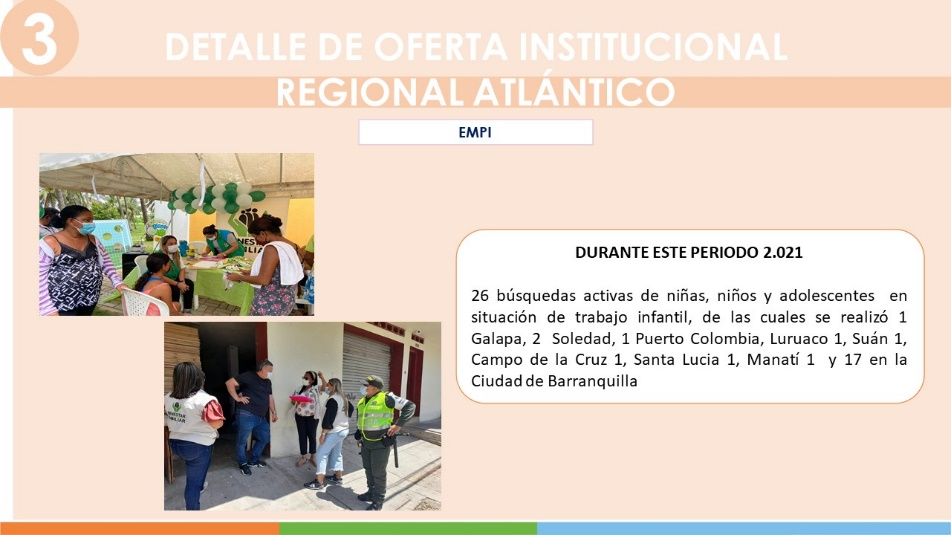 3
DETALLE DE OFERTA INSTITUCIONAL
REGIONAL ATLÁNTICO
EMPI
DURANTE ESTE PERIODO 2.021
26 búsquedas activas de niñas, niños y adolescentes en
situación de trabajo infantil, de las cuales se realizó 1
Galapa, 2 Soledad, 1 Puerto Colombia, Luruaco 1, Suán 1,
Campo de la Cruz 1, Santa Lucia 1, Manatí 1 y 17 en la
Ciudad de Barranquilla